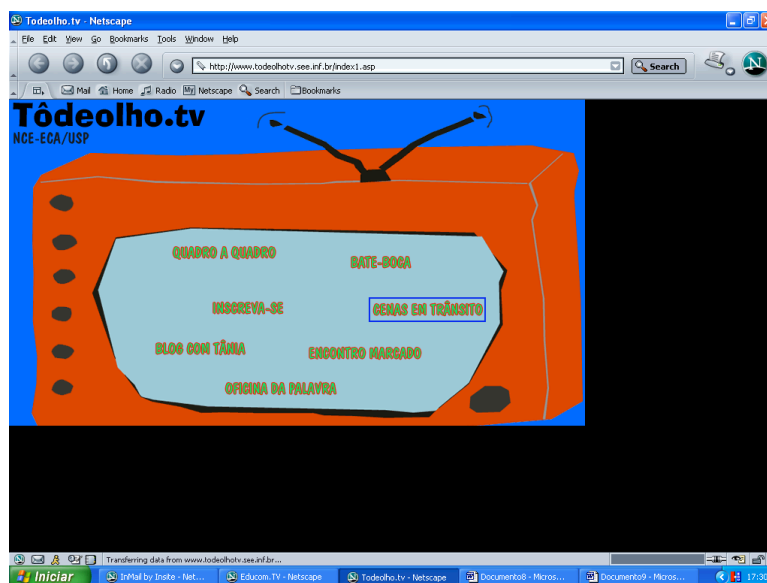 Todeolho.tv - Netscape
File Edit View Go Bookmarks Tools Window Help
http://www.todeolhotv.see.inf.br/index1.asp
Search
Mail Home Radio My Netscape Search Bookmarks
Tôdeolho.tv
NCE-ECA/USP
QUADRO A QUADRO
BATE-BOCA
INSCREVA-SE
CENAS EM TRÂNSITO
BLOG COM TÂNIA
ENCONTRO MARCADO
OFICINA DA PALAVRA
Transferring data from www.todeolhotv.see.inf.br...
Iniciar InMail by Insite - Net... Educom.TV - Netscape Todeolho.tv - Netscape Documento8 - Micros... Documento9 - Micros... 17:30